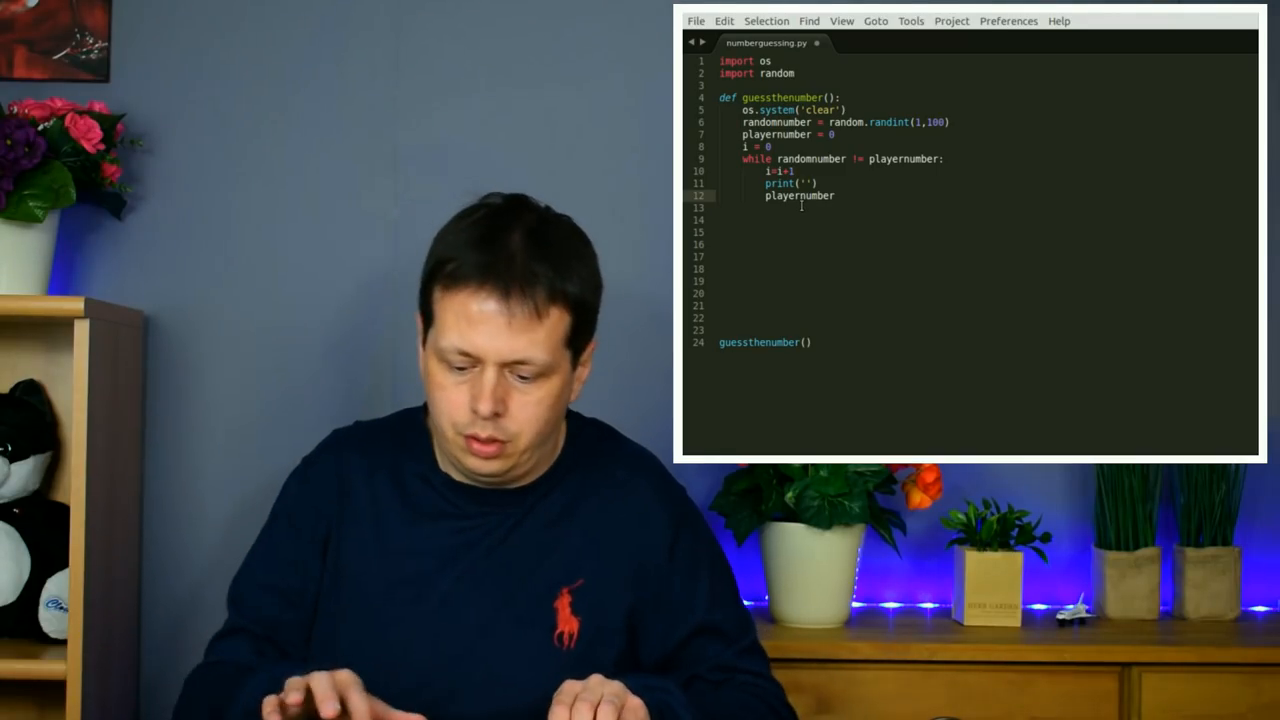 File Edit Selection Find View Goto Tools Project Preferences Help
numberguessing.py
1 import os
2 import random
3
4 def guessthenumber():
5 os.system('clear')
6 randomnumber = random.randint(1,100)
7 playernumber = 0
8 i = 0
9 while randomnumber != playernumber:
10 i=i+1
11 print('')
12 playernumber
13
14
15
16
17
18
19
20
21
22
23
24 guessthenumber()
HERB GARDEN